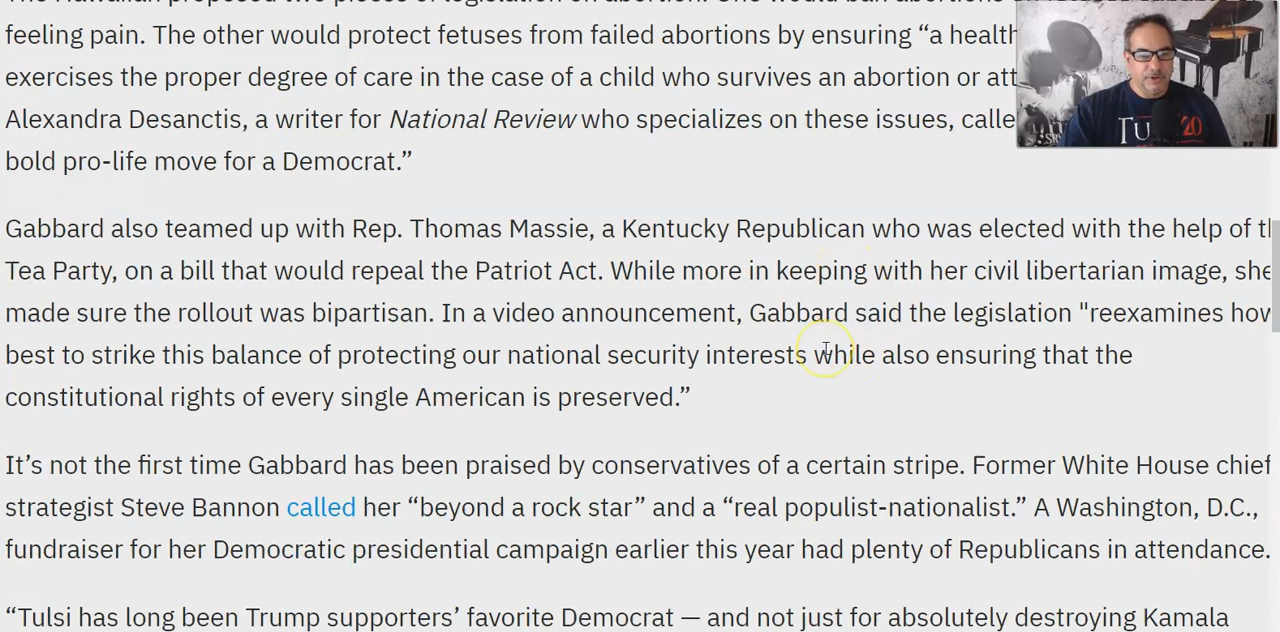 feeling pain. The other would protect fetuses from failed abortions by ensuring “a health
exercises the proper degree of care in the case of a child who survives an abortion or att
Alexandra Desanctis, a writer for National Review who specializes on these issues, calle
bold pro-life move for a Democrat.”
Gabbard also teamed up with Rep. Thomas Massie, a Kentucky Republican who was elected with the help of th
Tea Party, on a bill that would repeal the Patriot Act. While more in keeping with her civil libertarian image, she
made sure the rollout was bipartisan. In a video announcement, Gabbard said the legislation "reexamines how
best to strike this balance of protecting our national security interests while also ensuring that the
constitutional rights of every single American is preserved.”
It’s not the first time Gabbard has been praised by conservatives of a certain stripe. Former White House chief
strategist Steve Bannon called her “beyond a rock star” and a “real populist-nationalist.” A Washington, D.C.,
fundraiser for her Democratic presidential campaign earlier this year had plenty of Republicans in attendance.
“Tulsi has long been Trump supporters’ favorite Democrat — and not just for absolutely destroying Kamala
TU 20